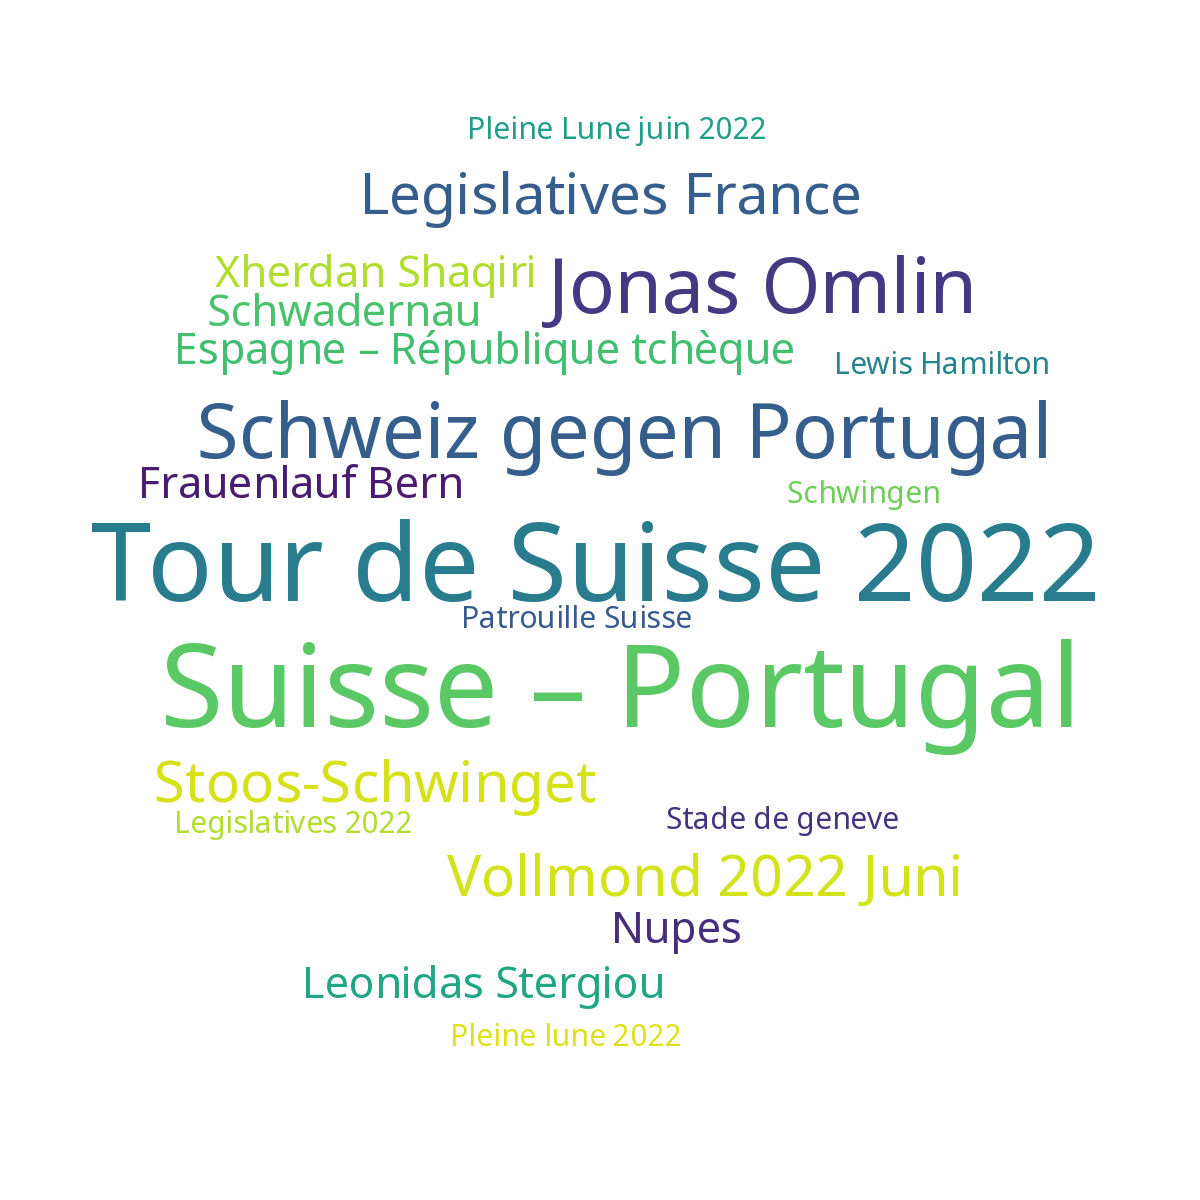 Pleine Lune juin 2022
Legislatives France
Xherdan Shaqiri
Jonas Omlin
Schwadernau
Espagne – République tchèque
Lewis Hamilton
Schweiz gegen Portugal
Frauenlauf Bern
Schwingen
Tour de Suisse 2022
Patrouille Suisse
Suisse – Portugal
Stoos-Schwinget
Legislatives 2022
Stade de geneve
Vollmond 2022 Juni
Nupes
Leonidas Stergiou
Pleine lune 2022